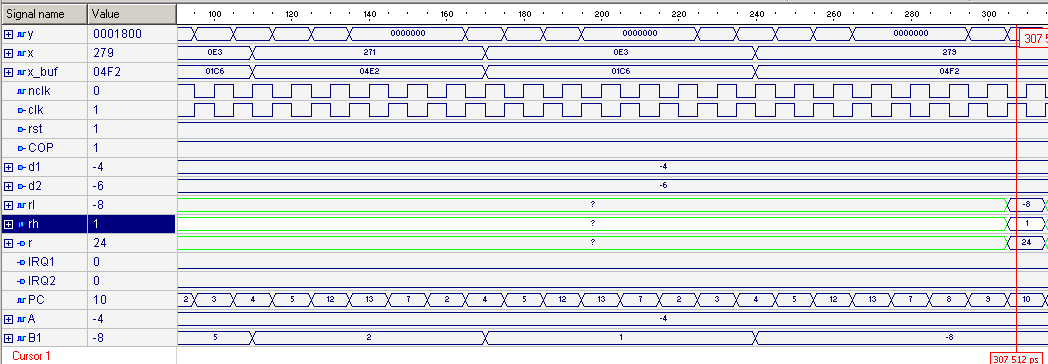 Signal name Value 100 120 140 160 180 200 220 240 260 280 300
y 0001800 0000000 0000000 0000000 307 5
x 279 0E3 271 0E3 279
x_buf 04F2 01C6 04E2 01C6 04F2
nclk 0
clk 1
rst 1
COP 1
d1 -4 -4
d2 -6 -6
rl -8 ? -8
rh 1 ? 1
r 24 ? 24
IRQ1 0
IRQ2 0
PC 10 2 3 4 5 12 13 7 2 4 5 12 13 7 2 3 4 5 12 13 7 8 9 10
A -4 -4
B1 -8 5 2 1 -8
Cursor 1 307 512 ps